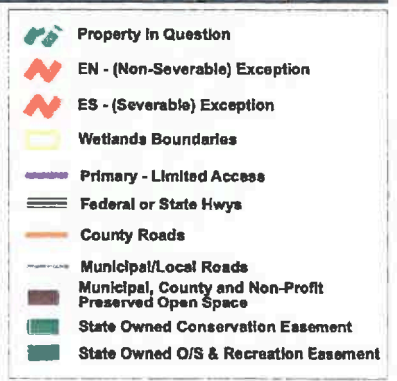 Property In Question
EN - (Non-Severable) Exception
ES - (Severable) Exception
Wetlands Boundaries
Primary - Limited Access
Federal or State Hwys
County Roads
Municipal/Local Roads
Municipal, County and Non-Profit
Preserved Open Space
State Owned Conservation Easement
State Owned O/S & Recreation Easement